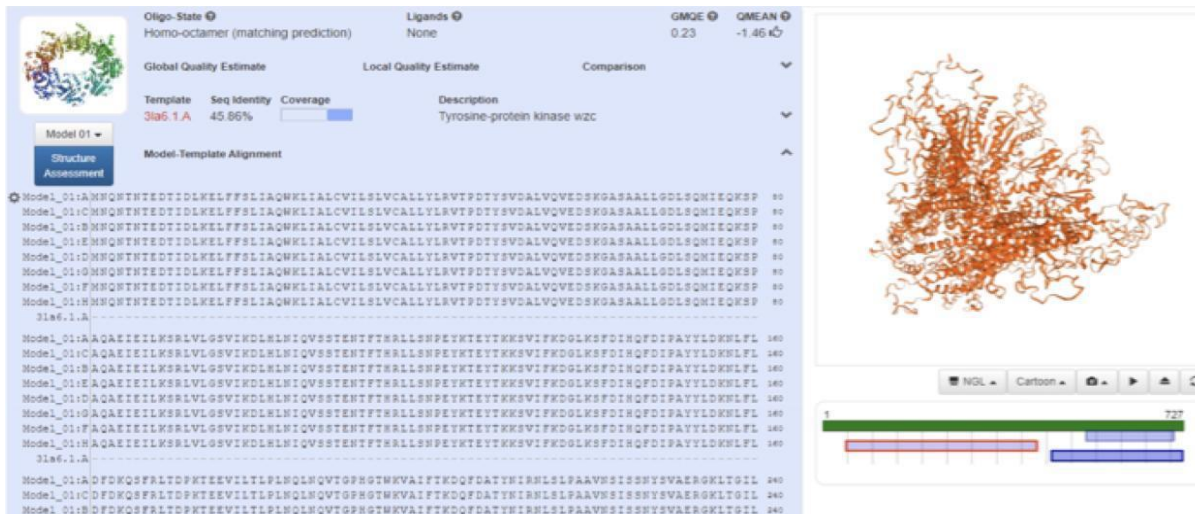 Oligo-State Ligands GMQE QMEAN
Homo-octamer (matching prediction) None 0.23 -1.46
Global Quality Estimate Local Quality Estimate Comparison
Template Seq Identity Coverage Description
3la6.1.A 45.86% Tyrosine-protein kinase wzc
Model 01
Structure
Assessment
Model-Template Alignment
Model_01:A MNQNTNTEDTIDLKELFFSLIAQWKLIALCVILSLVCALLYLRVTPDTYSVDALVQVEDSKGASAALLGDLSQMIEQKSP 80
Model_01:C MNQNTNTEDTIDLKELFFSLIAQWKLIALCVILSLVCALLYLRVTPDTYSVDALVQVEDSKGASAALLGDLSQMIEQKSP 80
Model_01:B MNQNTNTEDTIDLKELFFSLIAQWKLIALCVILSLVCALLYLRVTPDTYSVDALVQVEDSKGASAALLGDLSQMIEQKSP 80
Model_01:E MNQNTNTEDTIDLKELFFSLIAQWKLIALCVILSLVCALLYLRVTPDTYSVDALVQVEDSKGASAALLGDLSQMIEQKSP 80
Model_01:D MNQNTNTEDTIDLKELFFSLIAQWKLIALCVILSLVCALLYLRVTPDTYSVDALVQVEDSKGASAALLGDLSQMIEQKSP 80
Model_01:G MNQNTNTEDTIDLKELFFSLIAQWKLIALCVILSLVCALLYLRVTPDTYSVDALVQVEDSKGASAALLGDLSQMIEQKSP 80
Model_01:F MNQNTNTEDTIDLKELFFSLIAQWKLIALCVILSLVCALLYLRVTPDTYSVDALVQVEDSKGASAALLGDLSQMIEQKSP 80
Model_01:H MNQNTNTEDTIDLKELFFSLIAQWKLIALCVILSLVCALLYLRVTPDTYSVDALVQVEDSKGASAALLGDLSQMIEQKSP 80
3la6.1.A
Model_01:A AQAEIEILKSRLVLGSVIKDLHLNIQVSSTENTFTHRLLSNPEYKTEYTKKSVIFKDGLKSFDIHQFDIPAYYLDKNLFL 160
Model_01:C AQAEIEILKSRLVLGSVIKDLHLNIQVSSTENTFTHRLLSNPEYKTEYTKKSVIFKDGLKSFDIHQFDIPAYYLDKNLFL 160
Model_01:B AQAEIEILKSRLVLGSVIKDLHLNIQVSSTENTFTHRLLSNPEYKTEYTKKSVIFKDGLKSFDIHQFDIPAYYLDKNLFL 160
Model_01:E AQAEIEILKSRLVLGSVIKDLHLNIQVSSTENTFTHRLLSNPEYKTEYTKKSVIFKDGLKSFDIHQFDIPAYYLDKNLFL 160
Model_01:D AQAEIEILKSRLVLGSVIKDLHLNIQVSSTENTFTHRLLSNPEYKTEYTKKSVIFKDGLKSFDIHQFDIPAYYLDKNLFL 160
Model_01:G AQAEIEILKSRLVLGSVIKDLHLNIQVSSTENTFTHRLLSNPEYKTEYTKKSVIFKDGLKSFDIHQFDIPAYYLDKNLFL 160
Model_01:F AQAEIEILKSRLVLGSVIKDLHLNIQVSSTENTFTHRLLSNPEYKTEYTKKSVIFKDGLKSFDIHQFDIPAYYLDKNLFL 160
Model_01:H AQAEIEILKSRLVLGSVIKDLHLNIQVSSTENTFTHRLLSNPEYKTEYTKKSVIFKDGLKSFDIHQFDIPAYYLDKNLFL 160
3la6.1.A
Model_01:A DFDKQSFRLTDPKTEEVILTLPLNQLNQVTGPHGTWKVAIFTKDQFDATYNIRNLSLPAAVNSISSNYSVAERGKLTGIL 240
Model_01:C DFDKQSFRLTDPKTEEVILTLPLNQLNQVTGPHGTWKVAIFTKDQFDATYNIRNLSLPAAVNSISSNYSVAERGKLTGIL 240
Model_01:B DFDKQSFRLTDPKTEEVILTLPLNQLNQVTGPHGTWKVAIFTKDQFDATYNIRNLSLPAAVNSISSNYSVAERGKLTGIL 240
NGL Cartoon
1 727